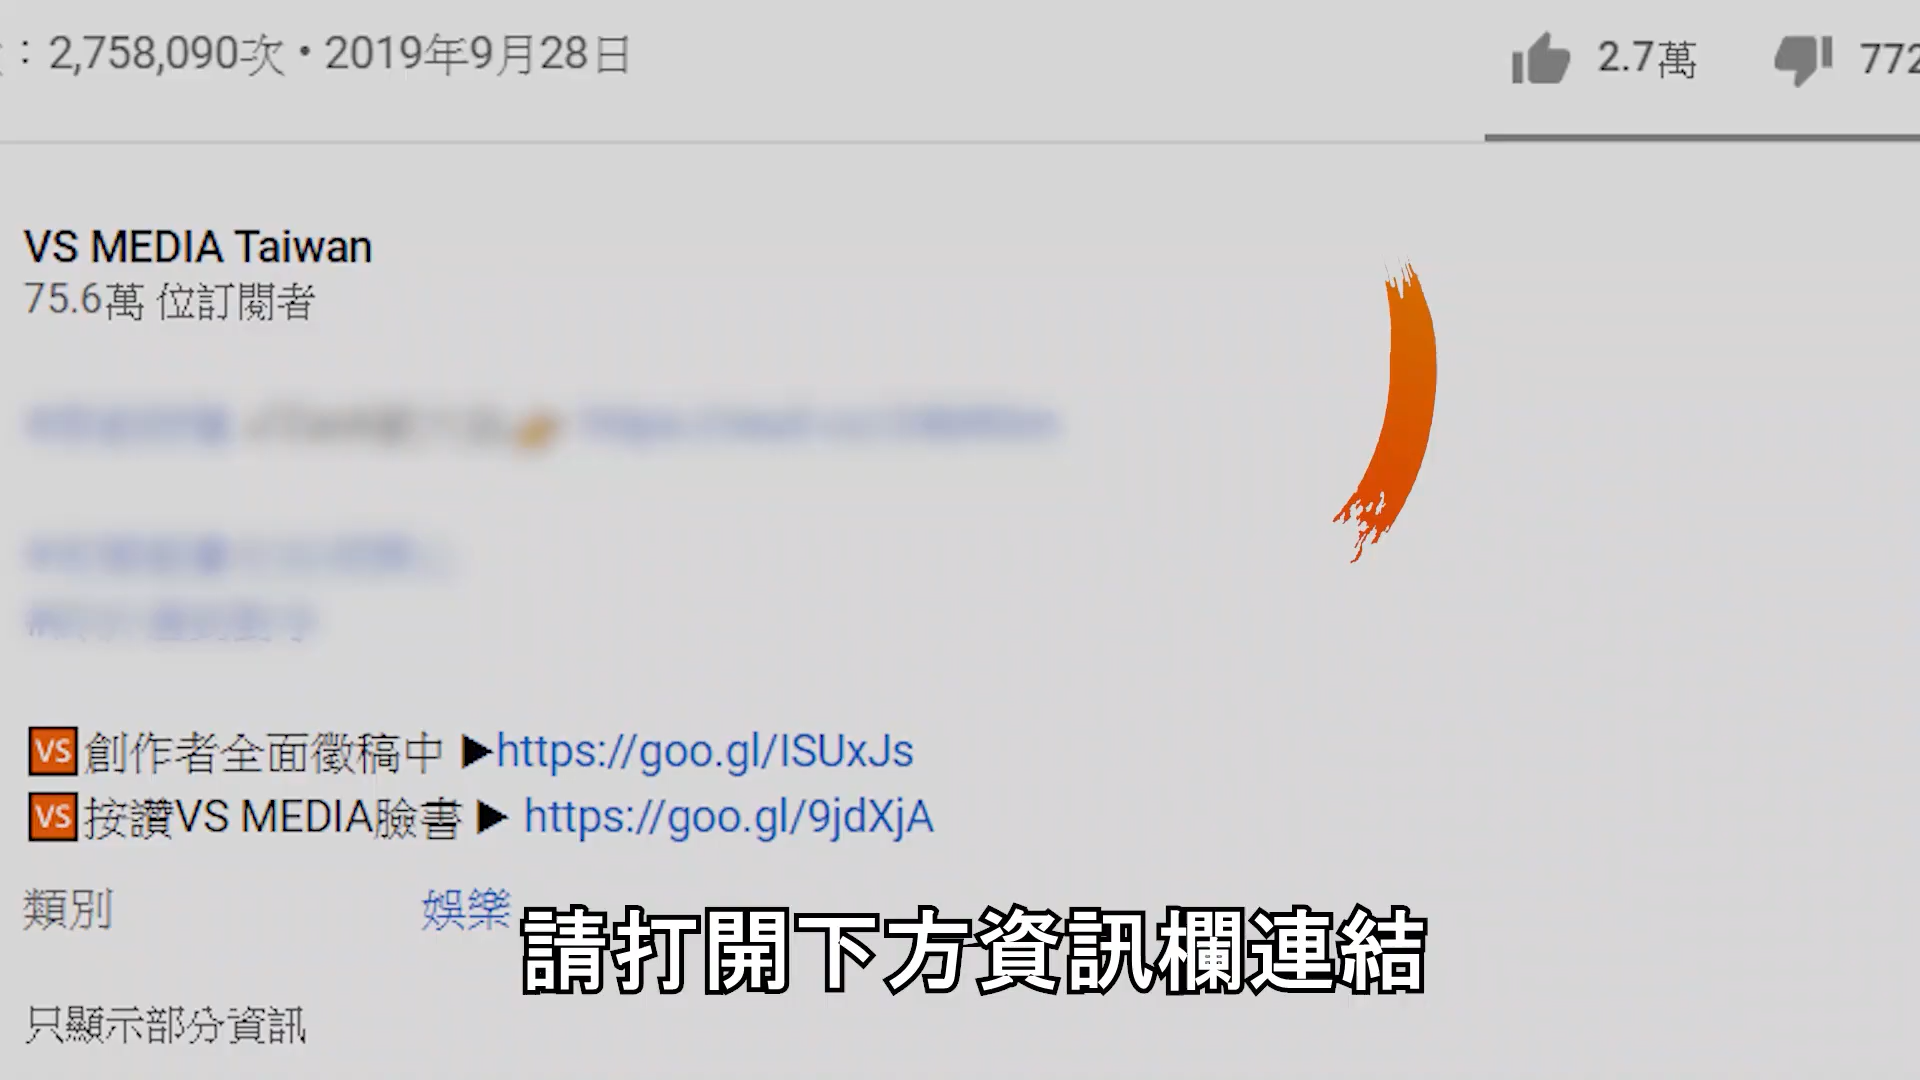 ：2,758,090次 • 2019年9月28日
2.7萬
772
VS MEDIA Taiwan
75.6萬 位訂閱者
VS創作者全面徵稿中 ▶https://goo.gl/ISUxJs
VS按讚VS MEDIA臉書 ▶ https://goo.gl/9jdXjA
類別 娛樂
請打開下方資訊欄連結
只顯示部分資訊